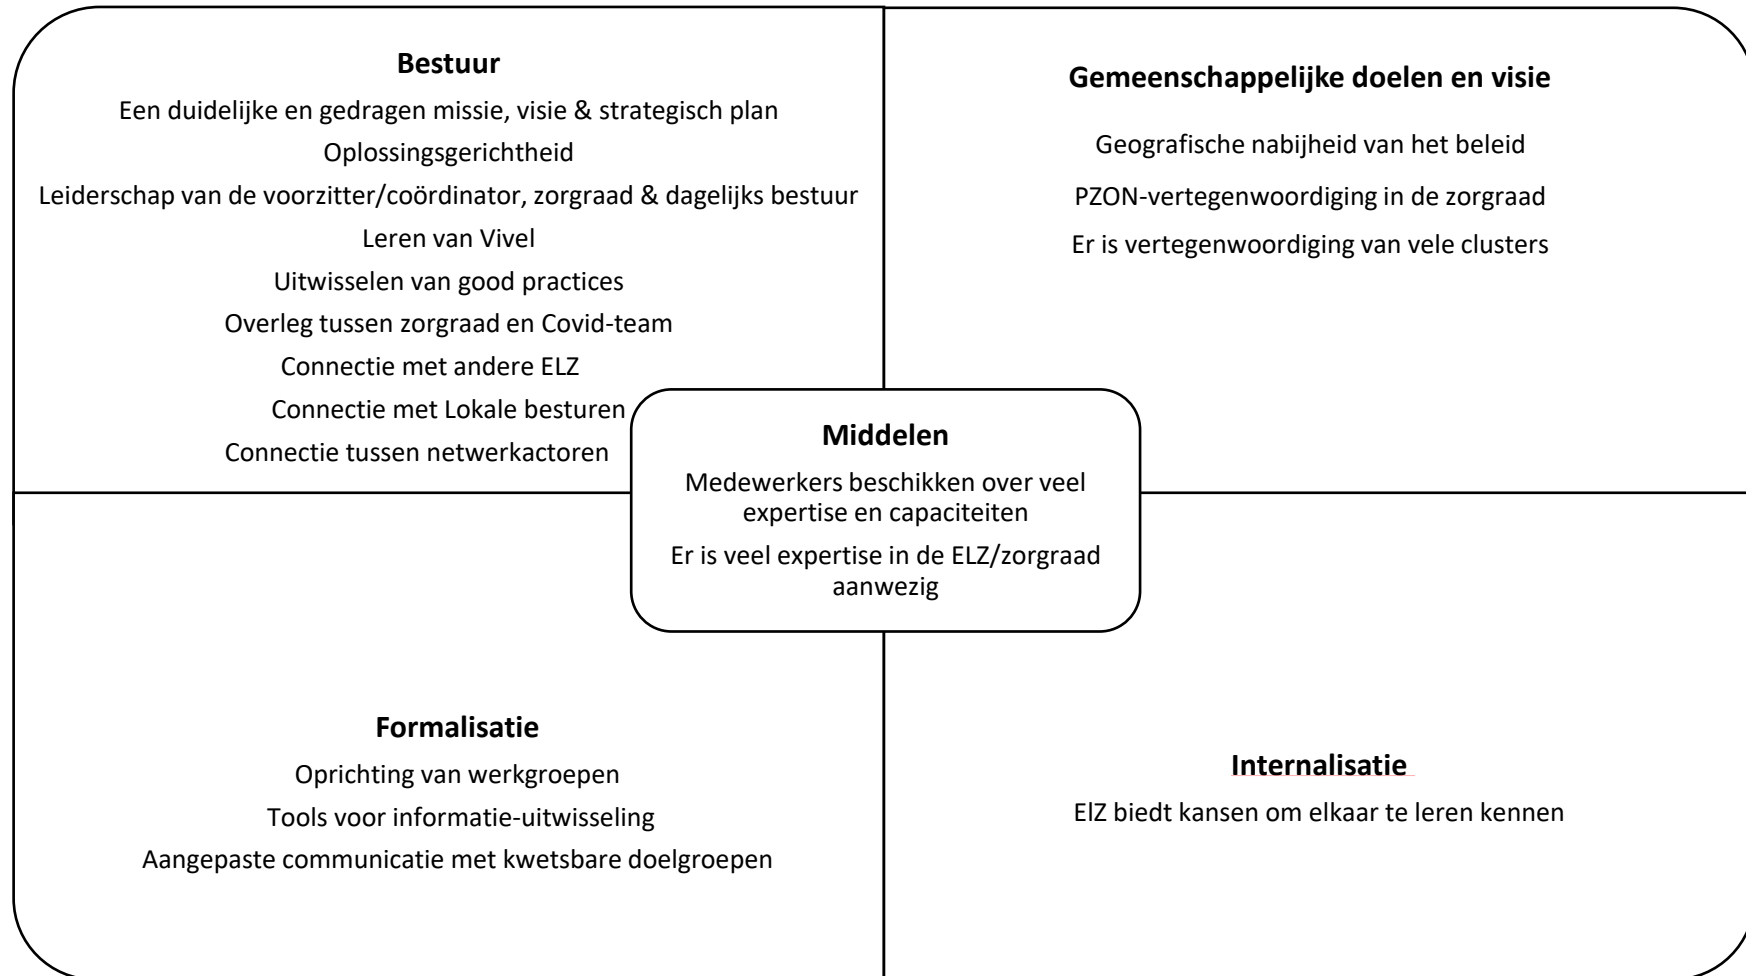 Bestuur
Een duidelijke en gedragen missie, visie & strategisch plan
Oplossingsgerichtheid
Leiderschap van de voorzitter/coördinator, zorgraad & dagelijks bestuur
Leren van Vivel
Uitwisselen van good practices
Overleg tussen zorgraad en Covid-team
Connectie met andere ELZ
Connectie met Lokale besturen
Connectie tussen netwerkactoren
Gemeenschappelijke doelen en visie
Geografische nabijheid van het beleid
PZON-vertegenwoordiging in de zorgraad
Er is vertegenwoordiging van vele clusters
Middelen
Medewerkers beschikken over veel
expertise en capaciteiten
Er is veel expertise in de ELZ/zorgraad
aanwezig
Formalisatie
Oprichting van werkgroepen
Tools voor informatie-uitwisseling
Aangepaste communicatie met kwetsbare doelgroepen
Internalisatie
ElZ biedt kansen om elkaar te leren kennen